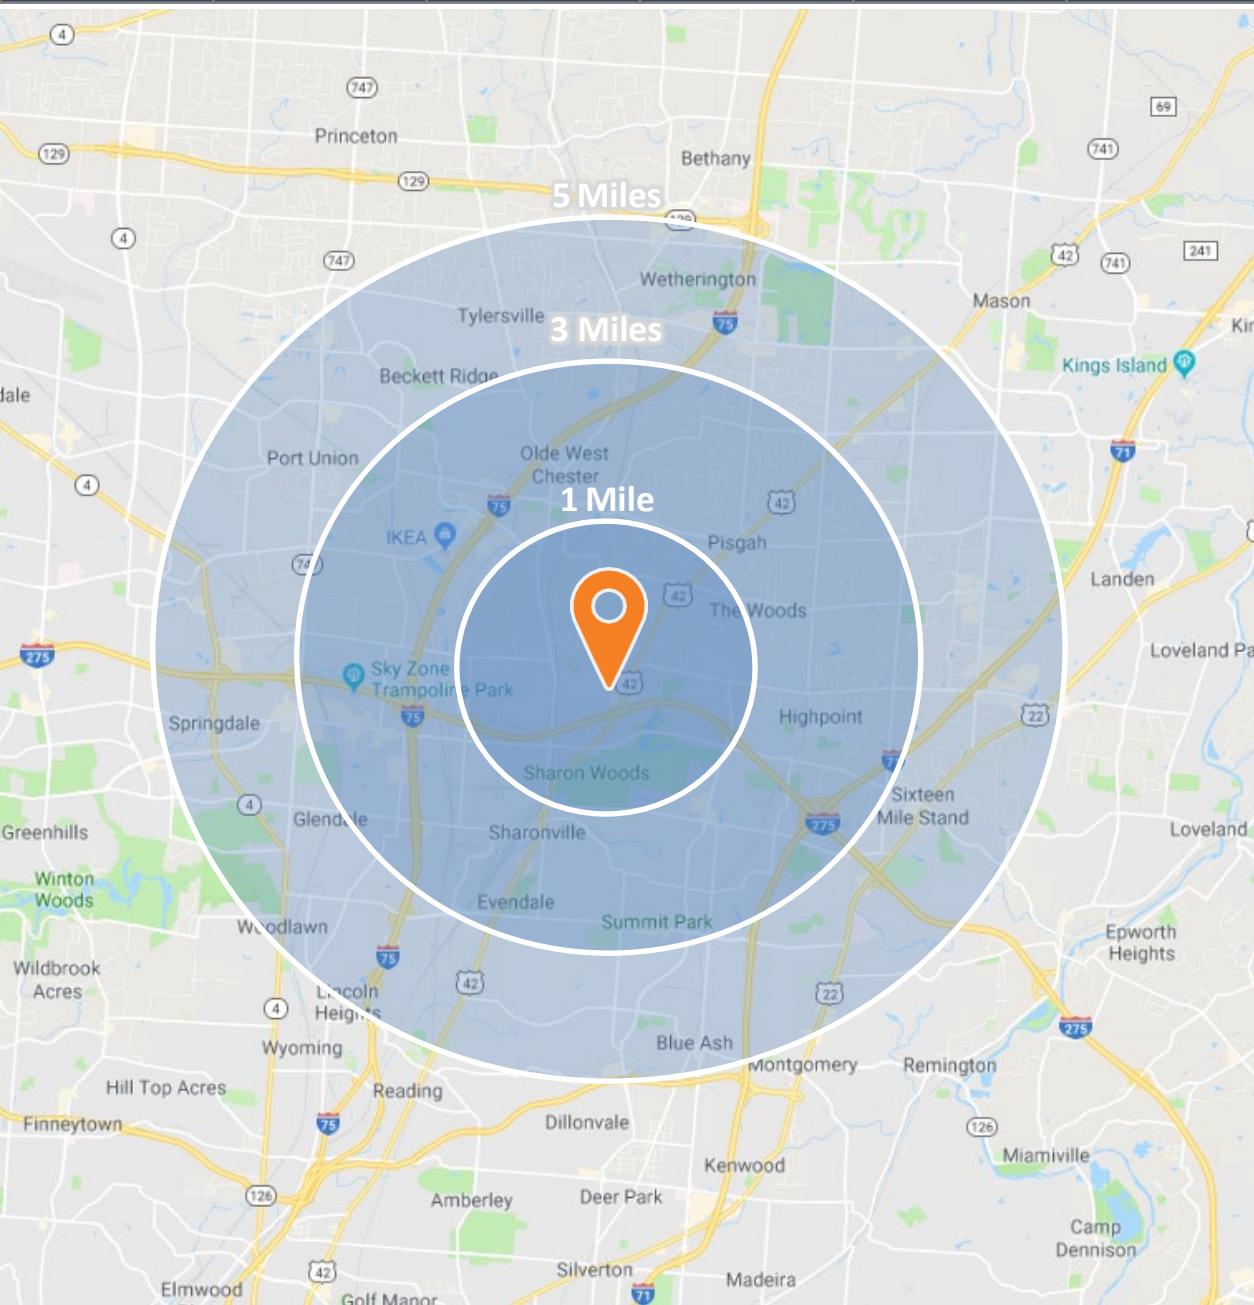 4
747
69
Princeton
741
129
Bethany
129
5 Miles
129
4
747
42
741
241
Wetherington
Mason
Tylersville
75
3 Miles
Kings Island
Beckett Ridge
Port Union
Olde West
Chester
71
4
75
1 Mile
42
IKEA
Pisgah
747
Landen
42
The Woods
275
Loveland Pa
Sky Zone
Trampoline Park
42
75
Highpoint
22
Springdale
71
Sharon Woods
4
Sixteen
Mile Stand
Glendale
275
Greenhills
Sharonville
Loveland
Winton
Woods
Evendale
Summit Park
Woodlawn
Epworth
Heights
75
Wildbrook
Acres
42
Lincoln
Heights
22
4
275
Wyoming
Blue Ash
Montgomery
Remington
Hill Top Acres
Reading
Finneytown
75
Dillonvale
126
Miamiville
Kenwood
126
Amberley
Deer Park
Camp
Dennison
42
Silverton
Madeira
Elmwood
71
Golf Manor